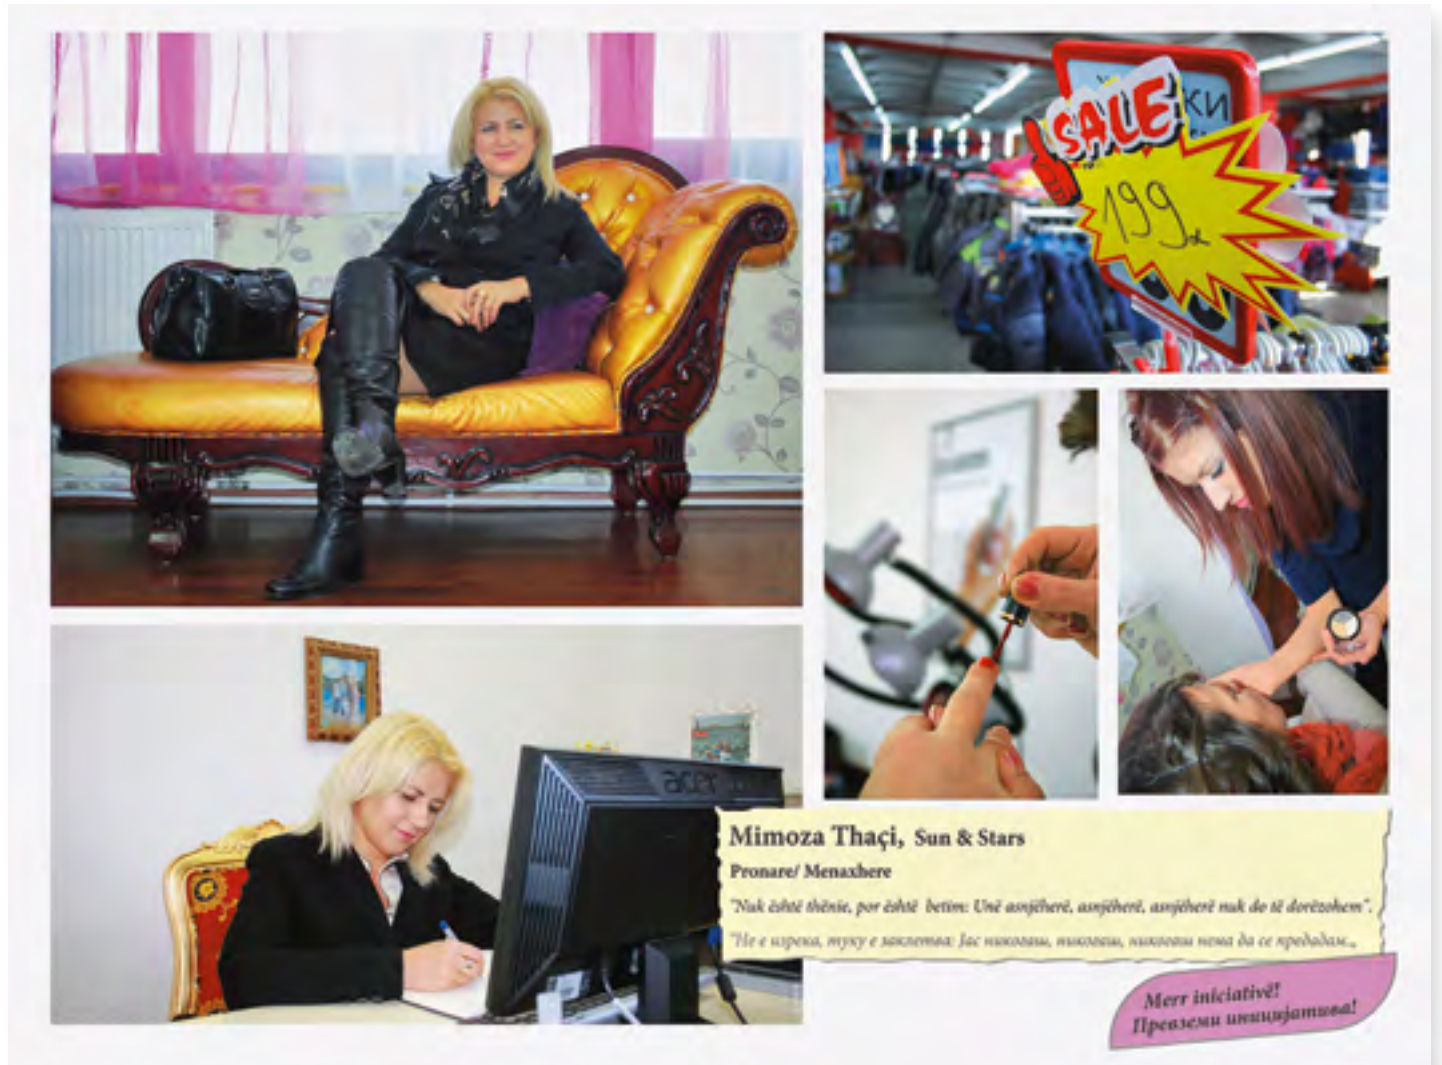 SALE
КИ
199
acer
Mimoza Thaçi, Sun & Stars
Pronare/ Menaxhere
"Nuk është thënie, por është betim: Unë asnjëherë, asnjëherë, asnjëherë nuk do të dorëzohem".
"Не е изрека, туку е заклетва: Јас никогаш, никогаш, никогаш нема да се предадам.„
Merr iniciativë!
Превземи иницијатива!